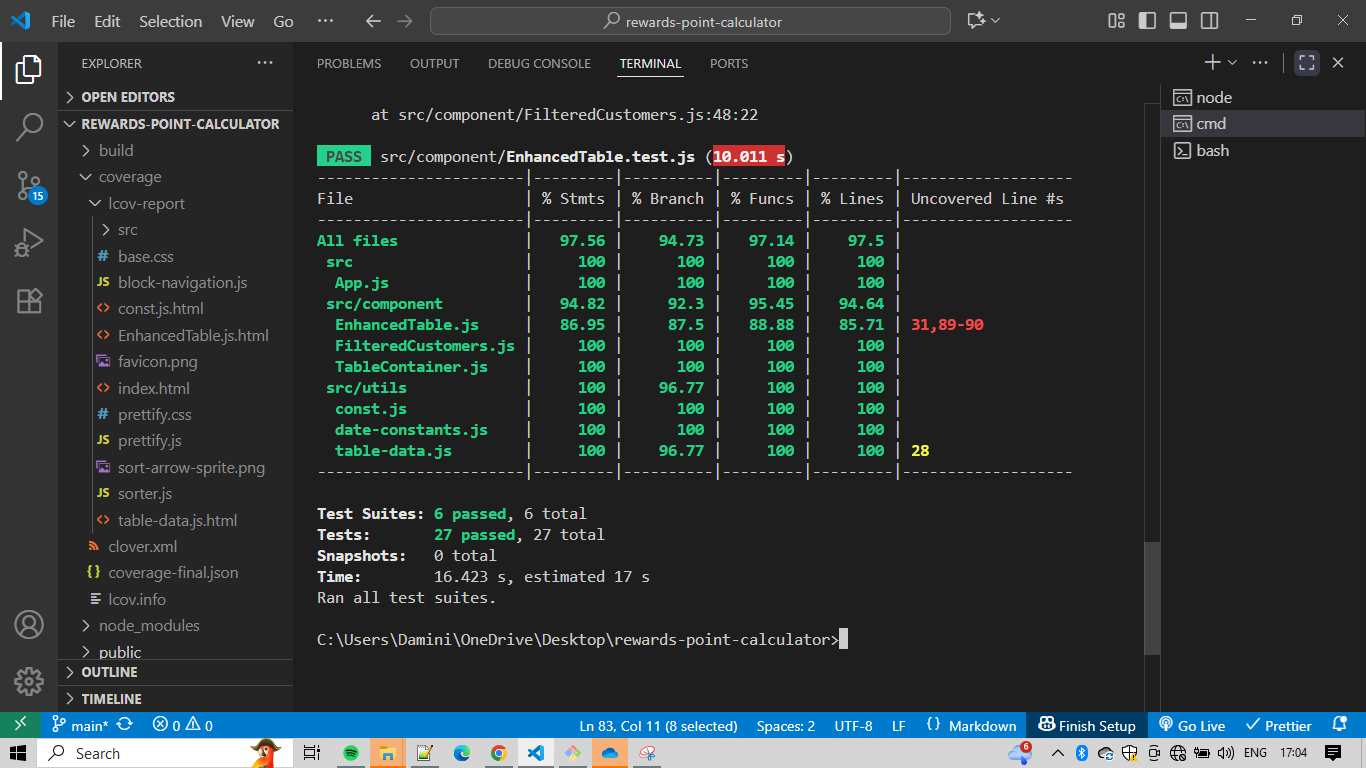 File Edit Selection View Go ··· rewards-point-calculator
EXPLORER ···
OPEN EDITORS
REWARDS-POINT-CALCULATOR
build
coverage
lcov-report
src
# base.css
JS block-navigation.js
<> const.js.html
<> EnhancedTable.js.html
favicon.png
<> index.html
# prettify.css
JS prettify.js
sort-arrow-sprite.png
JS sorter.js
<> table-data.js.html
clover.xml
{} coverage-final.json
lcov.info
node_modules
public
OUTLINE
TIMELINE
15
PROBLEMS OUTPUT DEBUG CONSOLE TERMINAL PORTS
at src/component/FilteredCustomers.js:48:22
PASS src/component/EnhancedTable.test.js (10.011 s)
-----------------------|---------|----------|---------|---------|-------------------
File | % Stmts | % Branch | % Funcs | % Lines | Uncovered Line #s
-----------------------|---------|----------|---------|---------|-------------------
All files | 97.56 | 94.73 | 97.14 | 97.5 |
src | 100 | 100 | 100 | 100 |
App.js | 100 | 100 | 100 | 100 |
src/component | 94.82 | 92.3 | 95.45 | 94.64 |
EnhancedTable.js | 86.95 | 87.5 | 88.88 | 85.71 | 31,89-90
FilteredCustomers.js | 100 | 100 | 100 | 100 |
TableContainer.js | 100 | 100 | 100 | 100 |
src/utils | 100 | 96.77 | 100 | 100 |
const.js | 100 | 100 | 100 | 100 |
date-constants.js | 100 | 100 | 100 | 100 |
table-data.js | 100 | 96.77 | 100 | 100 | 28
-----------------------|---------|----------|---------|---------|-------------------
Test Suites: 6 passed, 6 total
Tests: 27 passed, 27 total
Snapshots: 0 total
Time: 16.423 s, estimated 17 s
Ran all test suites.
C:\Users\Damini\OneDrive\Desktop\rewards-point-calculator>
node
cmd
bash
main* 0 0 Ln 83, Col 11 (8 selected) Spaces: 2 UTF-8 LF {} Markdown Finish Setup Go Live Prettier
Search 6 ENG 17:04